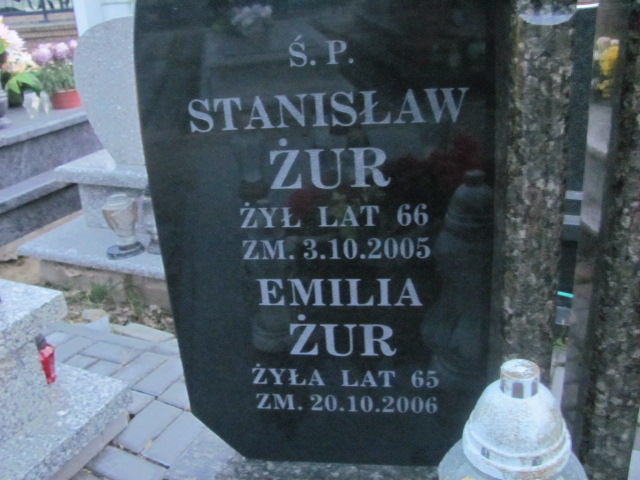 Ś. P.
STANISŁAW
ŻUR
ŻYŁ LAT 66
ZM. 3.10.2005
EMILIA
ŻUR
ŻYŁA LAT 65
ZM. 20.10.2006